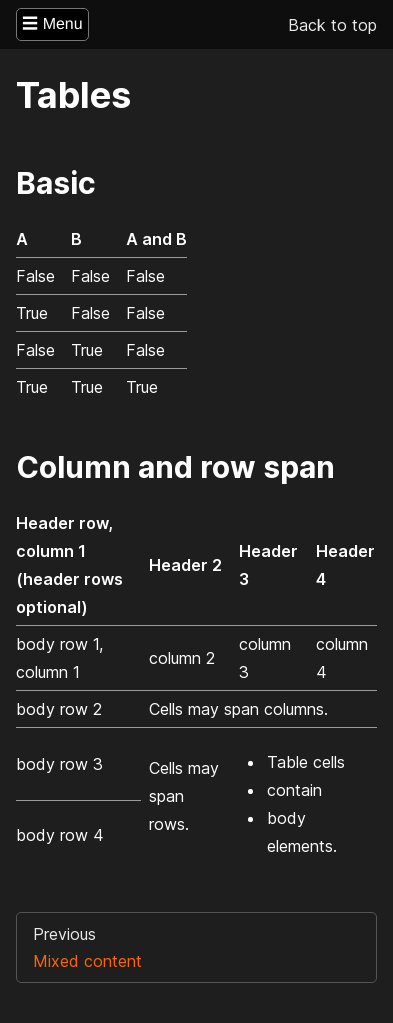 ☰ Menu
Back to top
Tables
Basic
A B A and B
False False False
True False False
False True False
True True True
Column and row span
Header row,
column 1
(header rows
optional)
Header 2
Header
3
Header
4
body row 1,
column 1
column 2
column
3
column
4
body row 2
Cells may span columns.
body row 3
Cells may
span
rows.
• Table cells
• contain
• body
elements.
body row 4
Previous
Mixed content